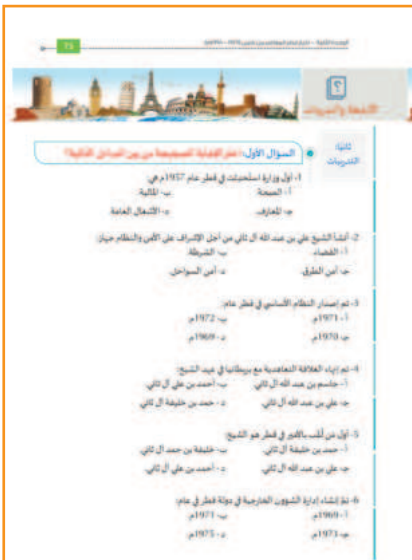 75
الأنشطة والتدريبات
ثانيًا:
التدريبات
السؤال الأول: اختر الإجابة الصحيحة من بين البدائل التالية:
1- أول وزارة استُحدثت في قطر عام 1957م هي:
أ- الصحة. ب- المالية.
ج- المعارف. د- الأشغال العامة.
2- أنشأ الشيخ علي بن عبد الله آل ثاني من أجل الإشراف على الأمن والنظام جهاز:
أ- القضاء. ب- الشرطة.
ج- أمن الطرق. د- أمن السواحل.
3- تم إصدار النظام الأساسي في قطر عام:
أ- 1971م. ب- 1972م.
ج- 1970م. د- 1969م.
4- تم إنهاء العلاقة التعاهدية مع بريطانيا في عهد الشيخ:
أ- جاسم بن عبد الله آل ثاني. ب- أحمد بن علي آل ثاني.
ج- علي بن عبد الله آل ثاني. د- حمد بن خليفة آل ثاني.
5- أول من لُقب بالأمير في قطر هو الشيخ:
أ- حمد بن خليفة آل ثاني. ب- خليفة بن حمد آل ثاني.
ج- علي بن عبد الله آل ثاني. د- أحمد بن علي آل ثاني.
6- تم إنشاء إدارة الشؤون الخارجية في دولة قطر في عام:
أ- 1969م. ب- 1971م.
ج- 1973م. د- 1975م.